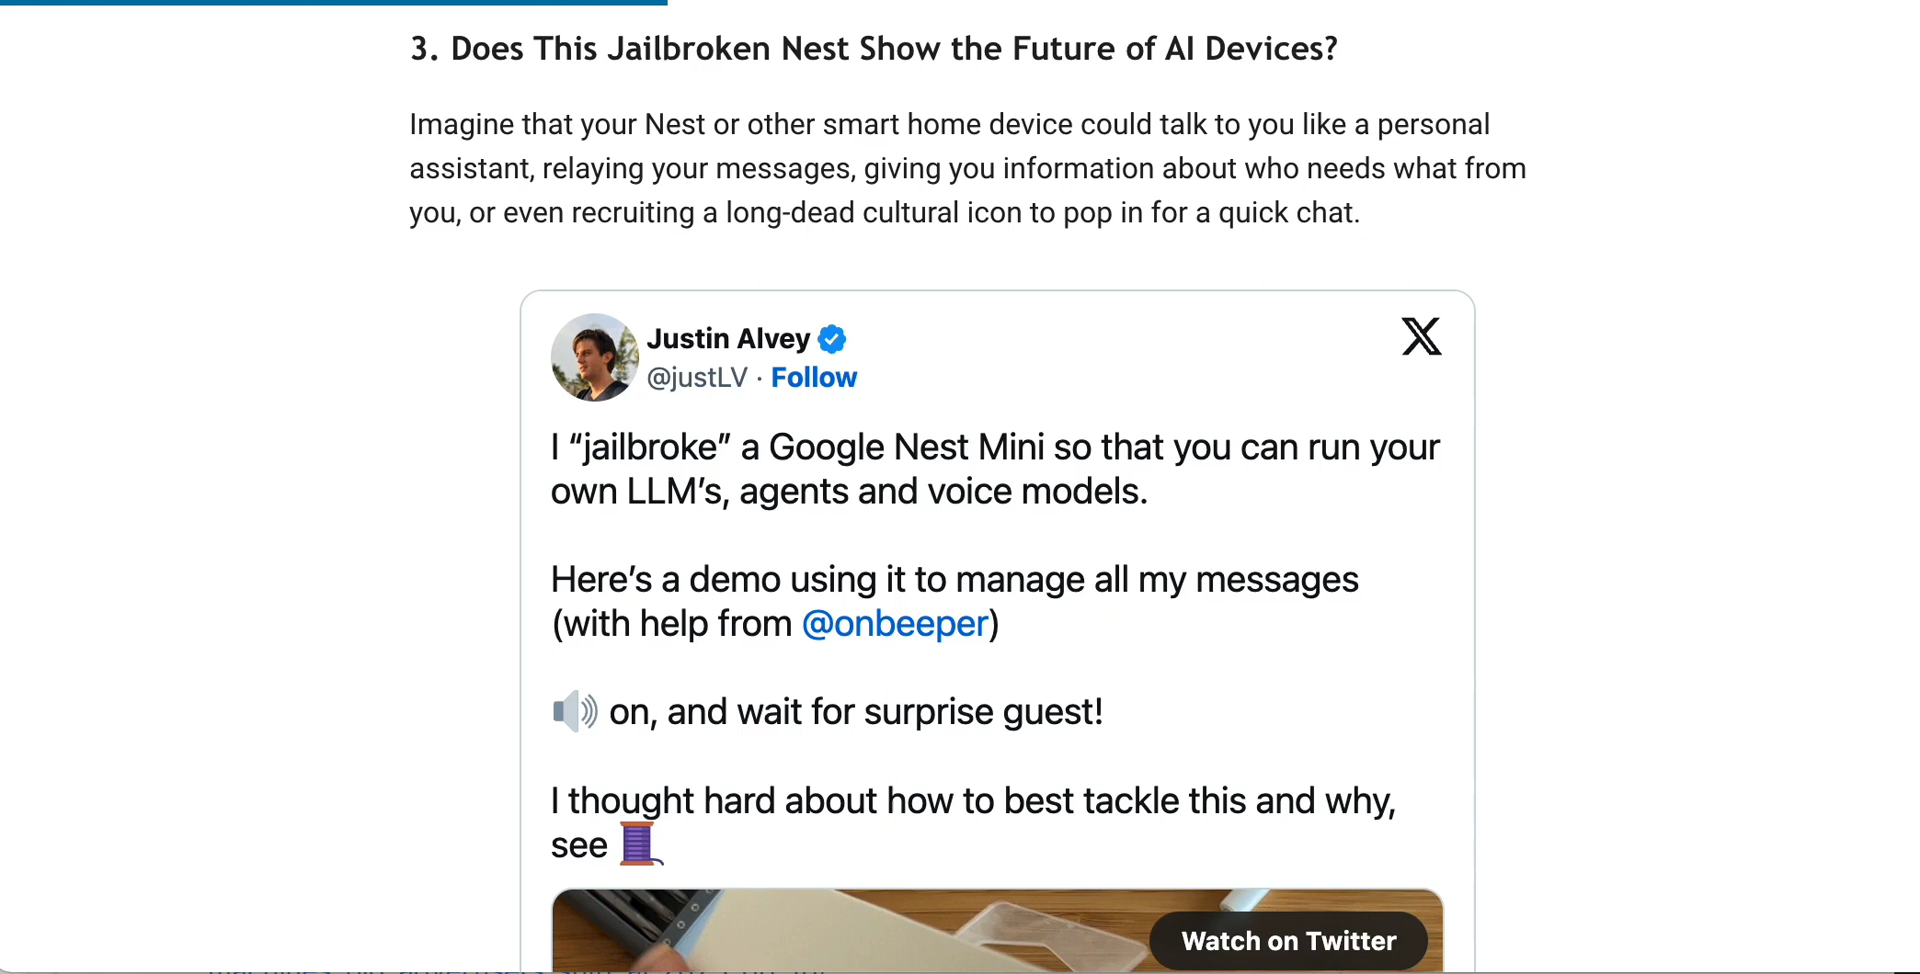 3. Does This Jailbroken Nest Show the Future of AI Devices?
Imagine that your Nest or other smart home device could talk to you like a personal
assistant, relaying your messages, giving you information about who needs what from
you, or even recruiting a long-dead cultural icon to pop in for a quick chat.
Justin Alvey
@justLV · Follow
I “jailbroke” a Google Nest Mini so that you can run your
own LLM’s, agents and voice models.
Here’s a demo using it to manage all my messages
(with help from @onbeeper)
🔊 on, and wait for surprise guest!
I thought hard about how to best tackle this and why,
see 🧵
Watch on Twitter